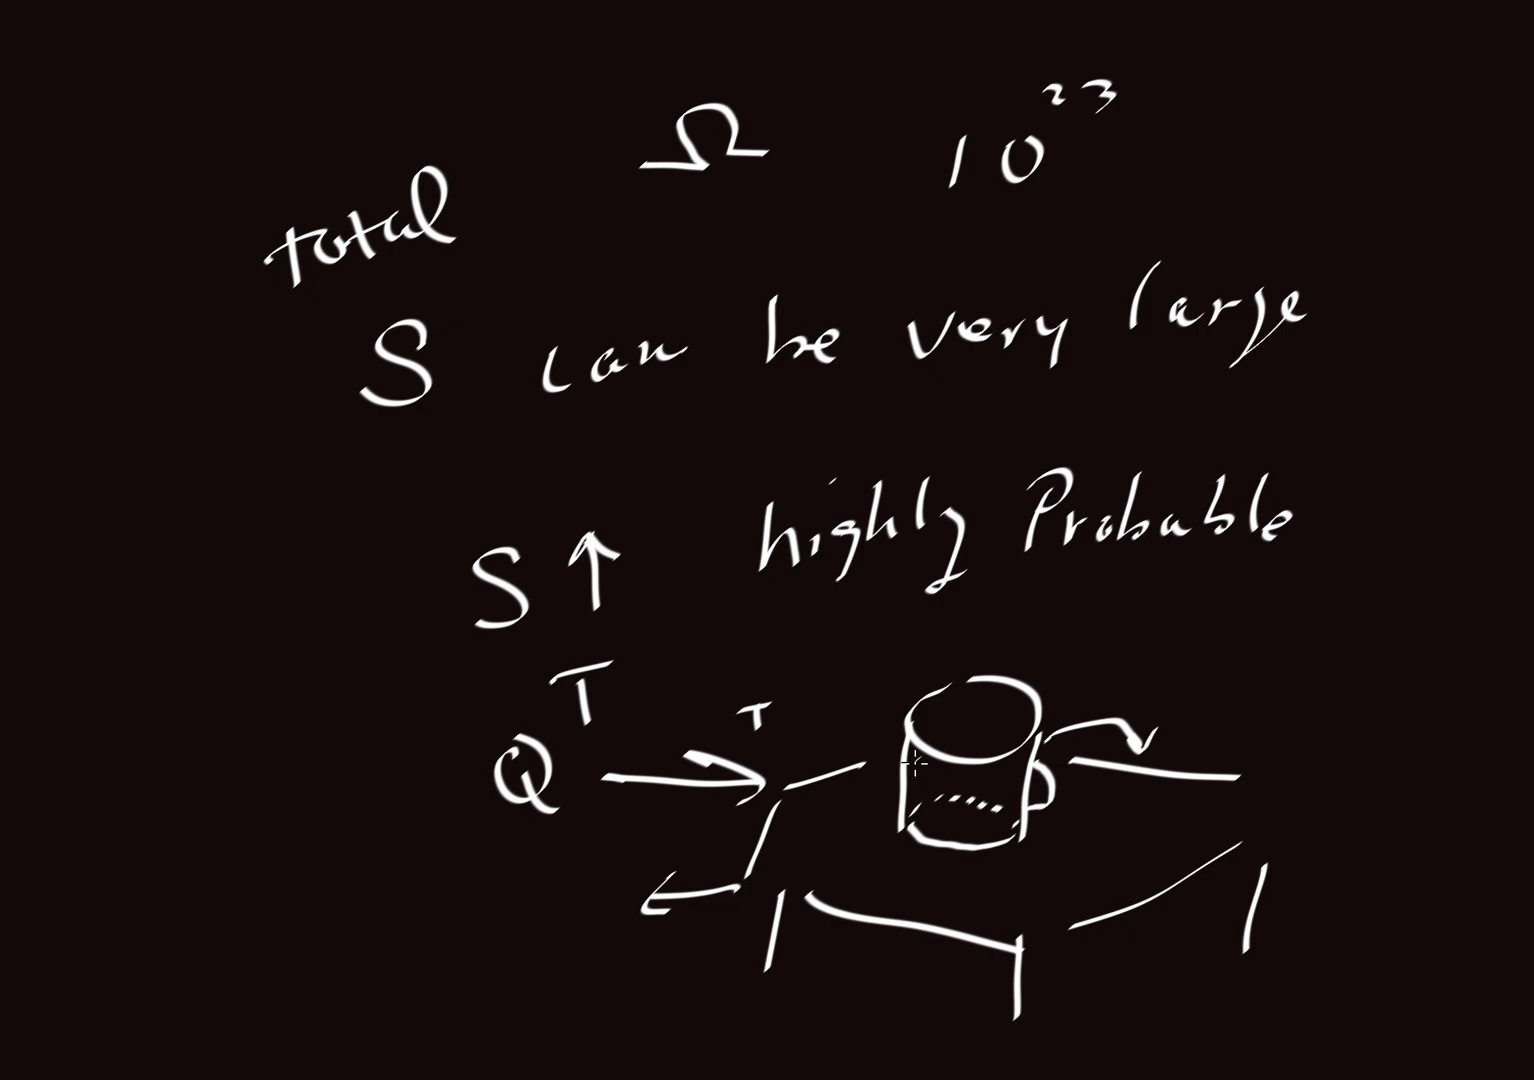 Ω 10²³
total
S can be very large
S ↑ highly Probable
T
T
Q